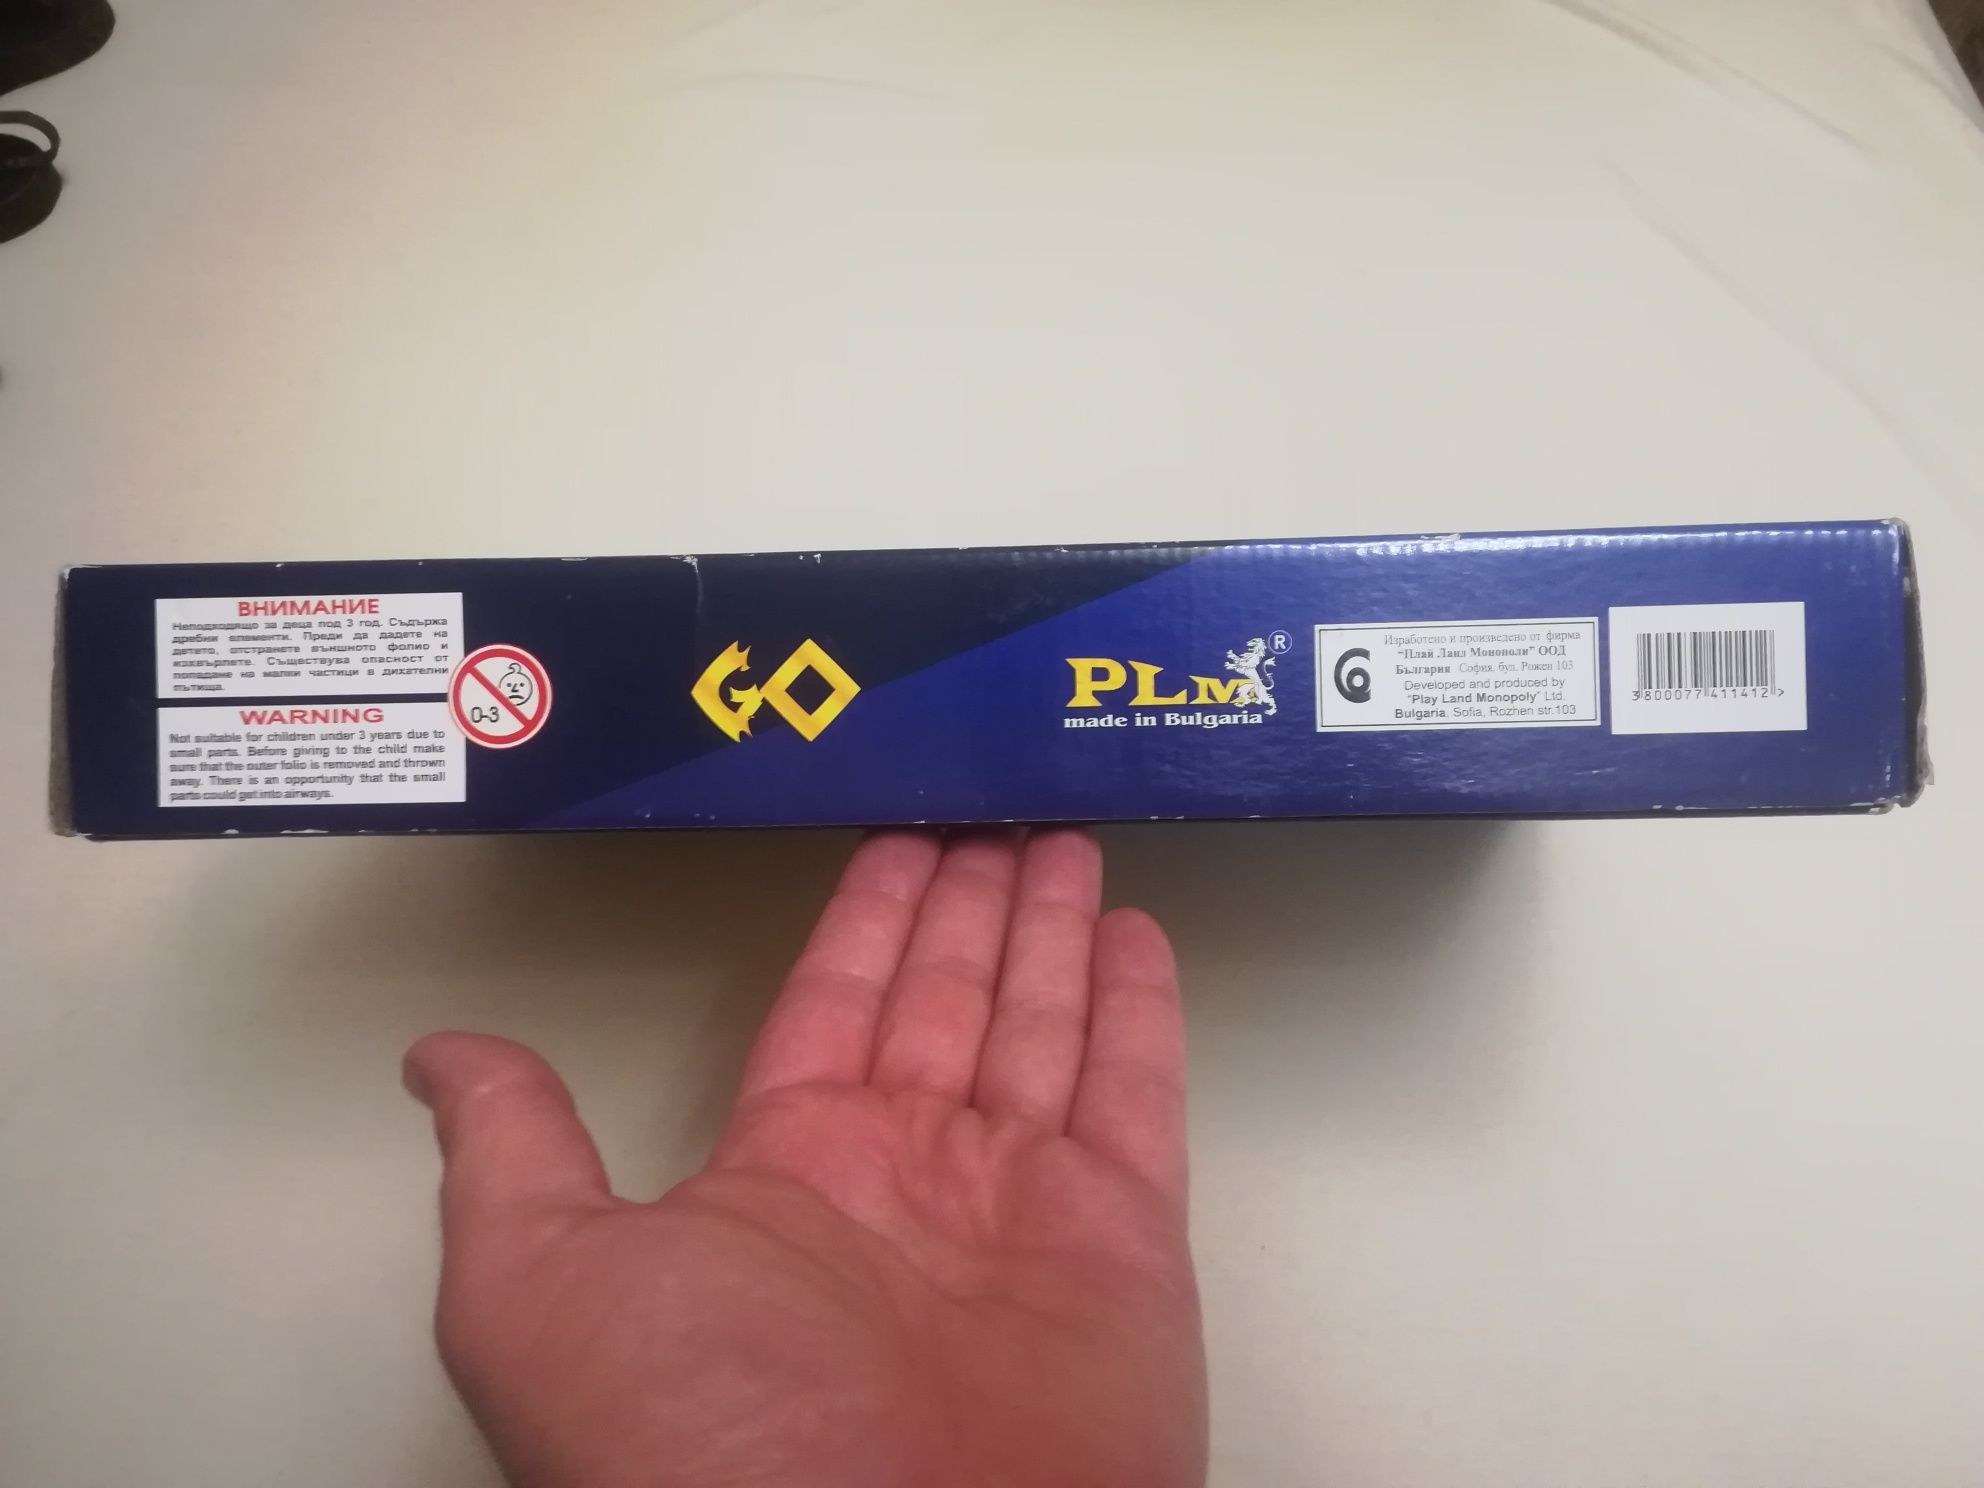 ВНИМАНИЕ
Неподходящо за деца под 3 год. Съдържа
дребни елементи. Преди да дадете на
детето, отстранете външното фолио и
изхвърлете. Съществува опасност от
попадане на малки частици в дихателни
пътища.
WARNING
Not suitable for children under 3 years due to
small parts. Before giving to the child make
sure that the outer folio is removed and thrown
away. There is an opportunity that the small
parts could get into airways.
0-3
GO
PLM ®
made in Bulgaria
Изработено и произведено от фирма
"Плай Ланд Монополи" ООД
България София, бул. Рожен 103
Developed and produced by
"Play Land Monopoly" Ltd.
Bulgaria, Sofia, Rozhen str.103
3 800077 411412 >